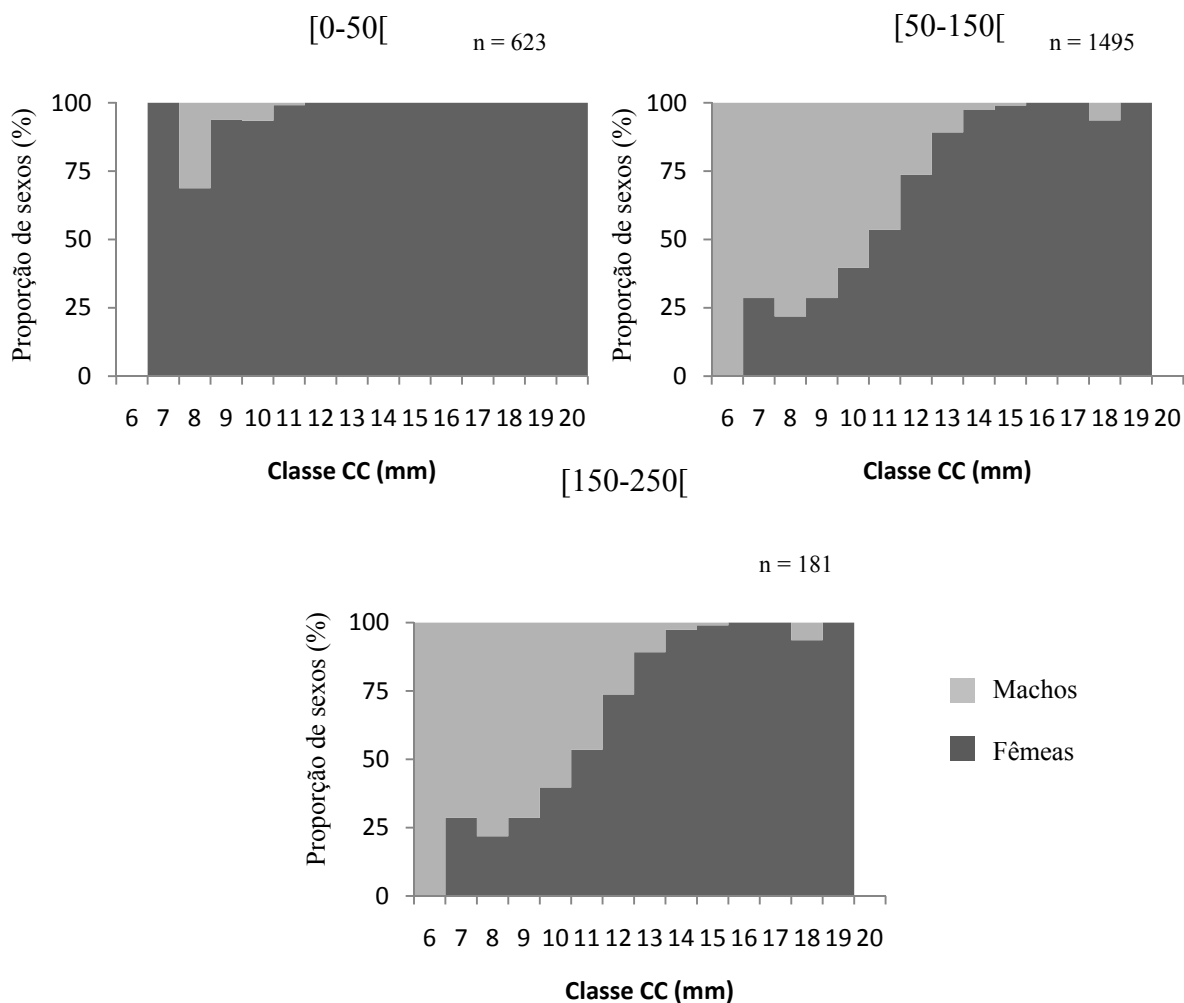 [0-50[
n = 623
Proporção de sexos (%)
100
75
50
25
0
6 7 8 9 10 11 12 13 14 15 16 17 18 19 20
Classe CC (mm)
[50-150[
n = 1495
Proporção de sexos (%)
100
75
50
25
0
6 7 8 9 10 11 12 13 14 15 16 17 18 19 20
Classe CC (mm)
[150-250[
n = 181
Proporção de sexos (%)
100
75
50
25
0
6 7 8 9 10 11 12 13 14 15 16 17 18 19 20
Classe CC (mm)
Machos
Fêmeas